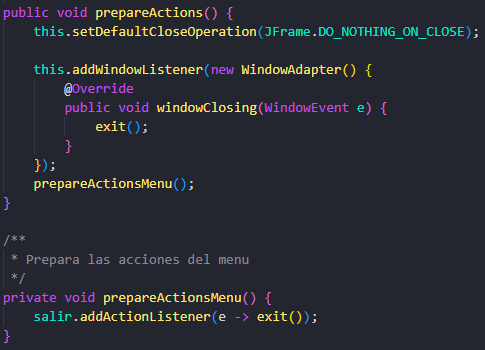 public void prepareActions() {
    this.setDefaultCloseOperation(JFrame.DO_NOTHING_ON_CLOSE);

    this.addWindowListener(new WindowAdapter() {
        @Override
        public void windowClosing(WindowEvent e) {
            exit();
        }
    });
    prepareActionsMenu();
}

/**
 * Prepara las acciones del menu
 */
private void prepareActionsMenu() {
    salir.addActionListener(e -> exit());
}